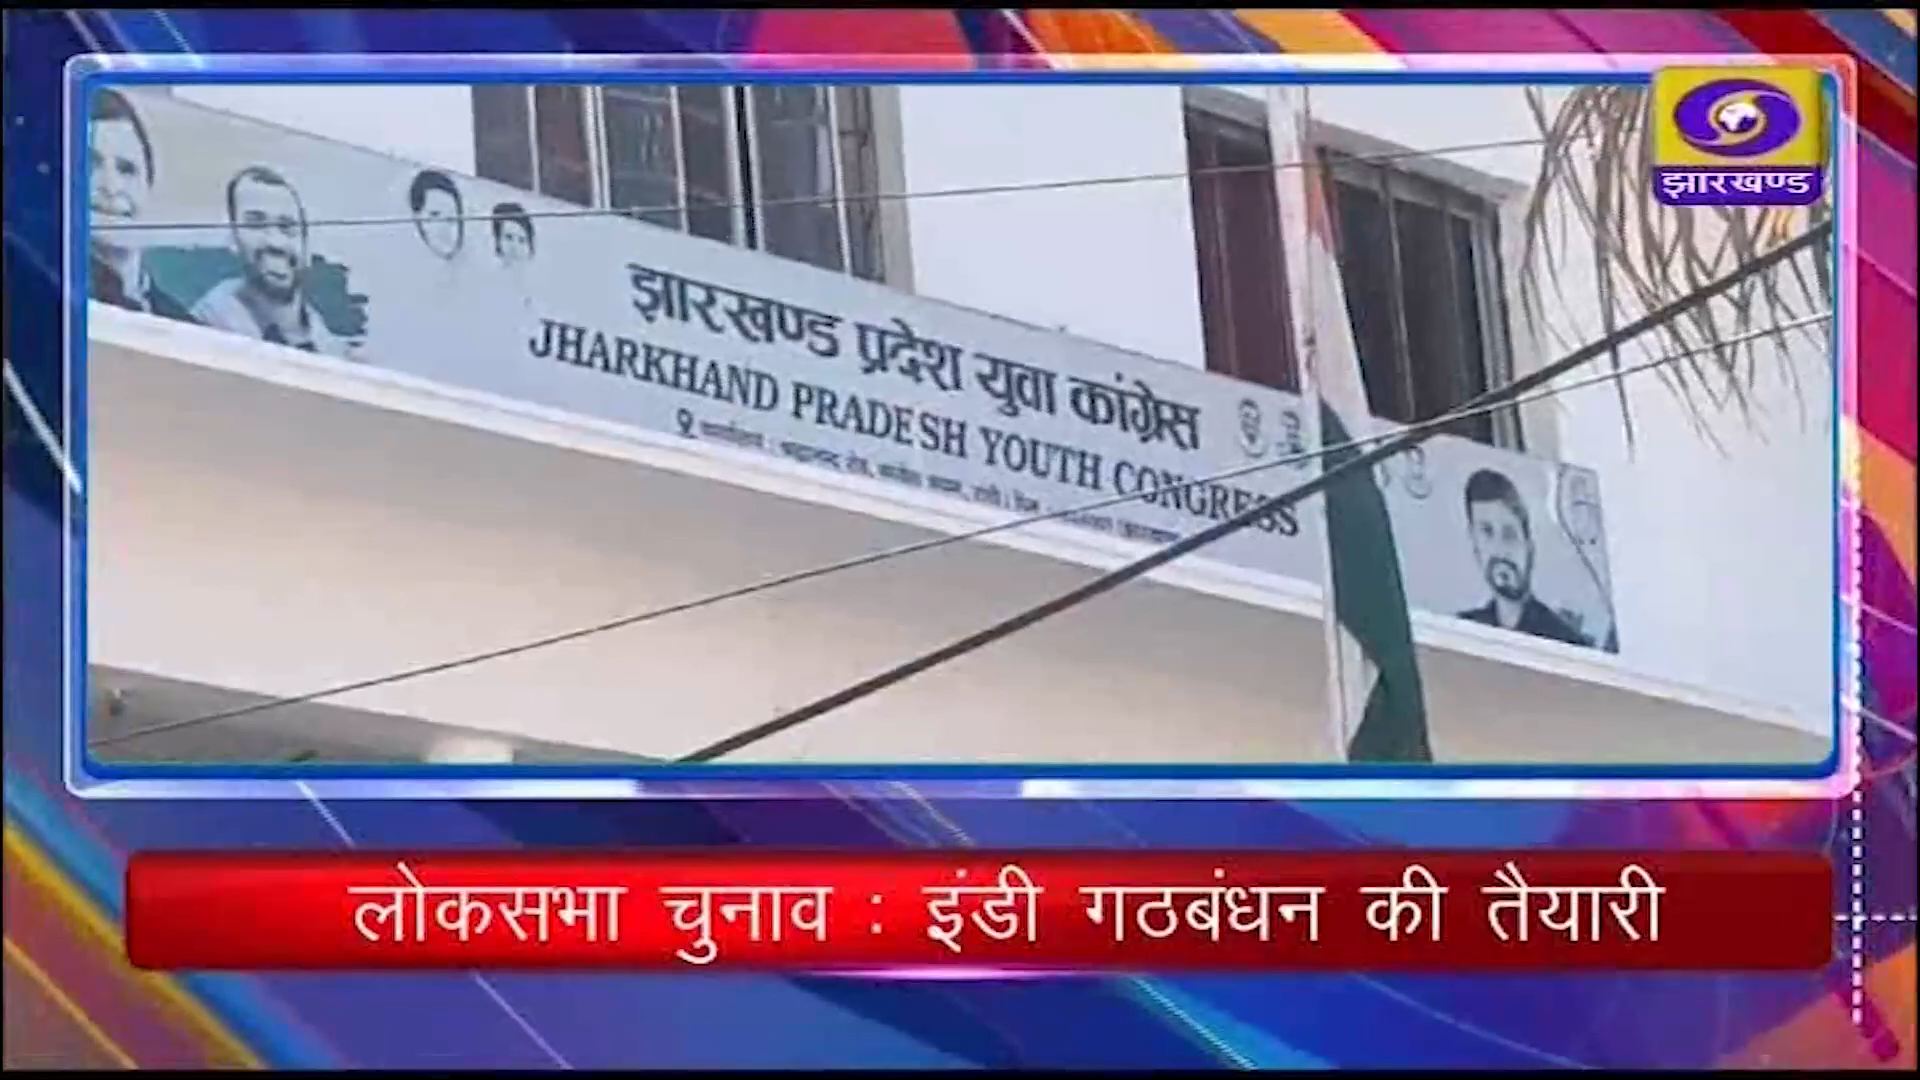 झारखण्ड
झारखण्ड प्रदेश युवा कांग्रेस
JHARKHAND PRADESH YOUTH CONGRESS
लोकसभा चुनाव : इंडी गठबंधन की तैयारी